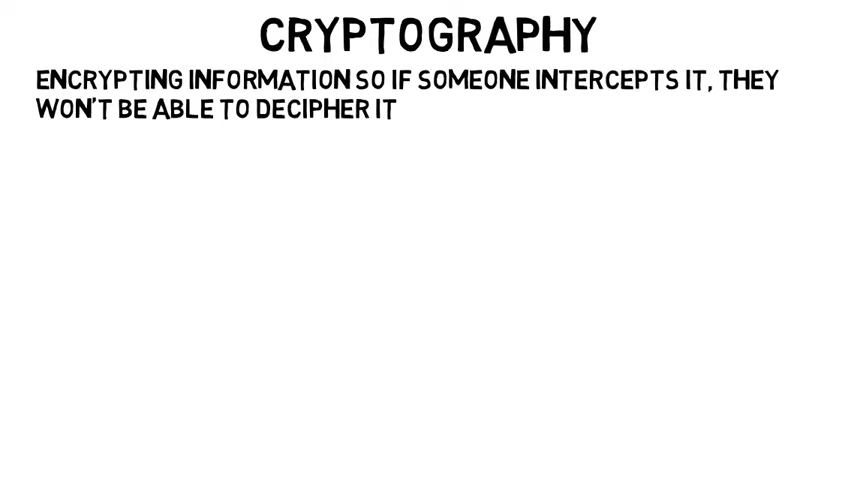 CRYPTOGRAPHY
ENCRYPTING INFORMATION SO IF SOMEONE INTERCEPTS IT, THEY
WON'T BE ABLE TO DECIPHER IT